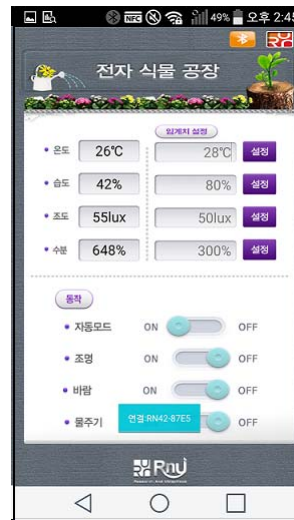 NFC 49% 오후 2:45
전자 식물 공장
임계치 설정
• 온도 26℃ 28℃ 설정
• 습도 42% 80% 설정
• 조도 55lux 50lux 설정
• 수분 648% 300% 설정
동작
• 자동모드 ON OFF
• 조명 ON OFF
• 바람 ON OFF
• 물주기 연결:RN42-87E5 OFF